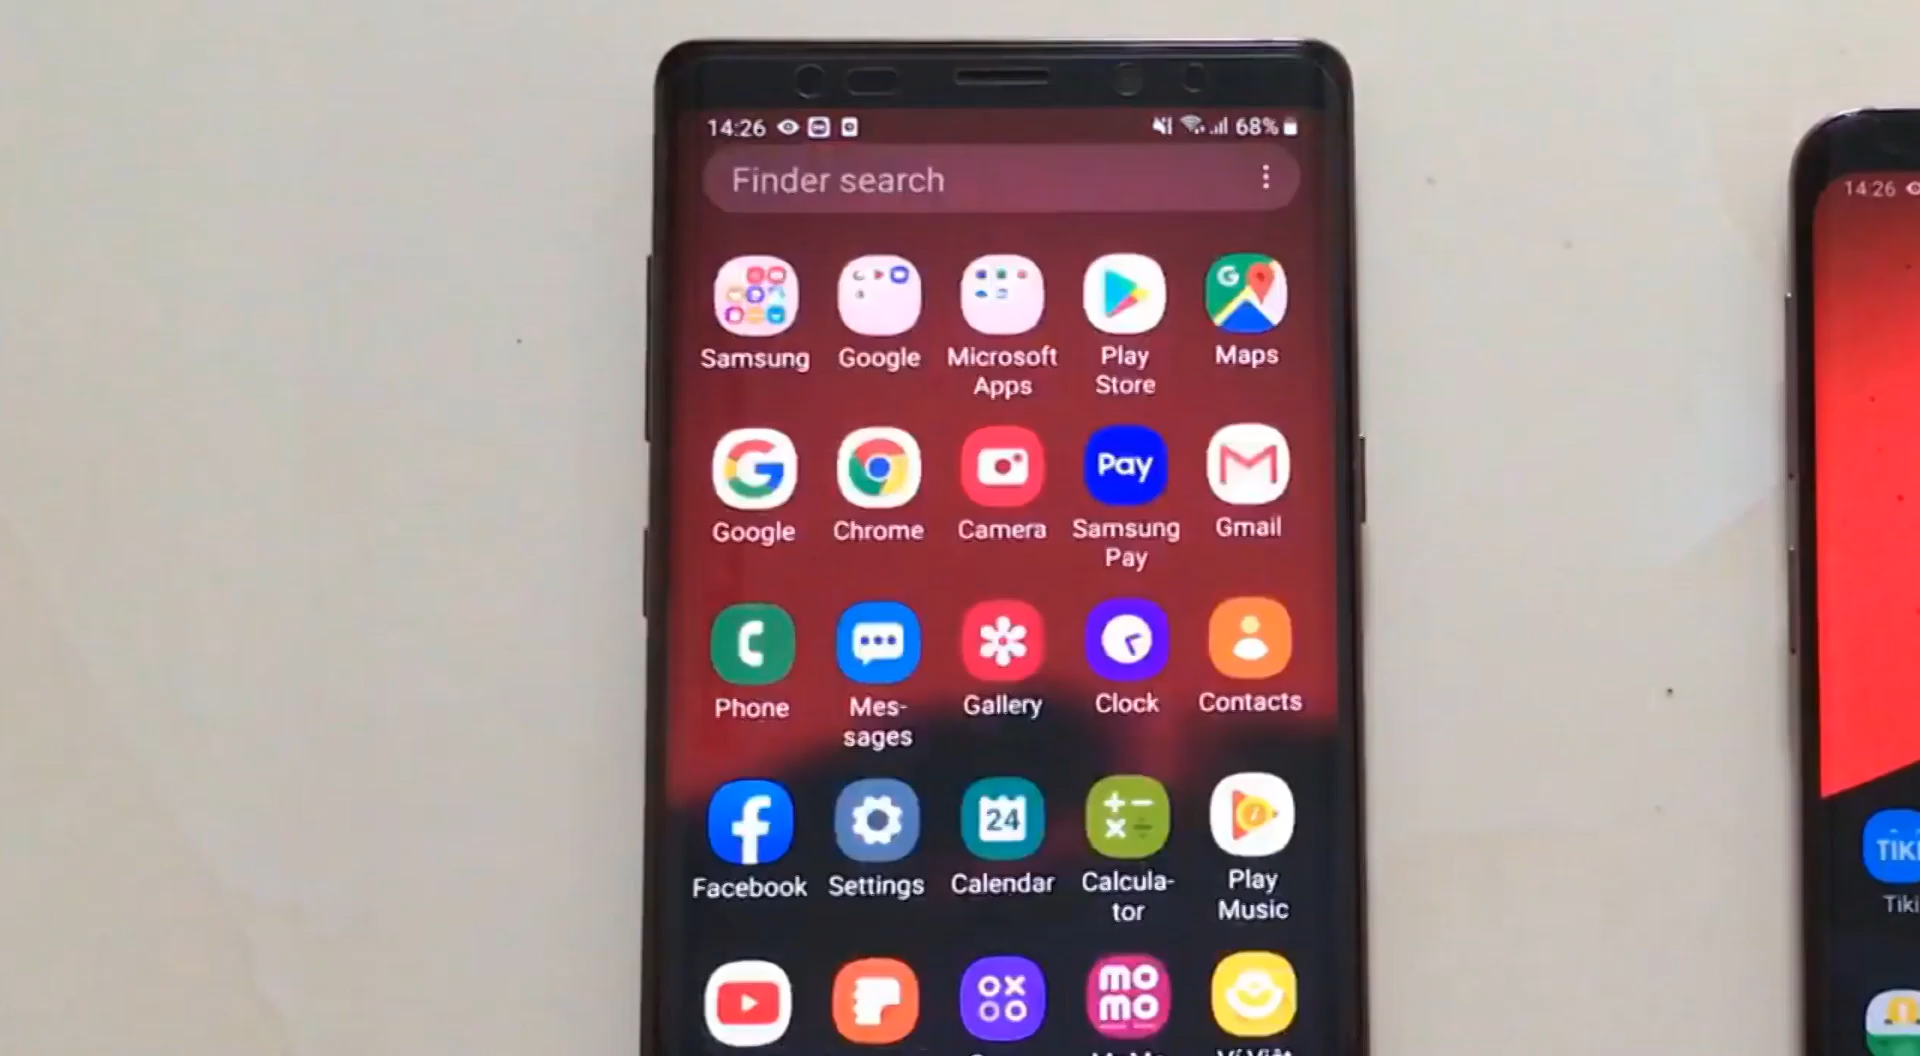 14:26
68%
14:26
Finder search
Samsung
Google
Microsoft
Apps
Play
Store
Maps
G
G
Pay
M
Google
Chrome
Camera
Samsung
Pay
Gmail
Phone
Mes-
sages
Gallery
Clock
Contacts
f
24
TIKI
Facebook
Settings
Calendar
Calcula-
tor
Play
Music
Tiki
mo
mo
Ví Việt